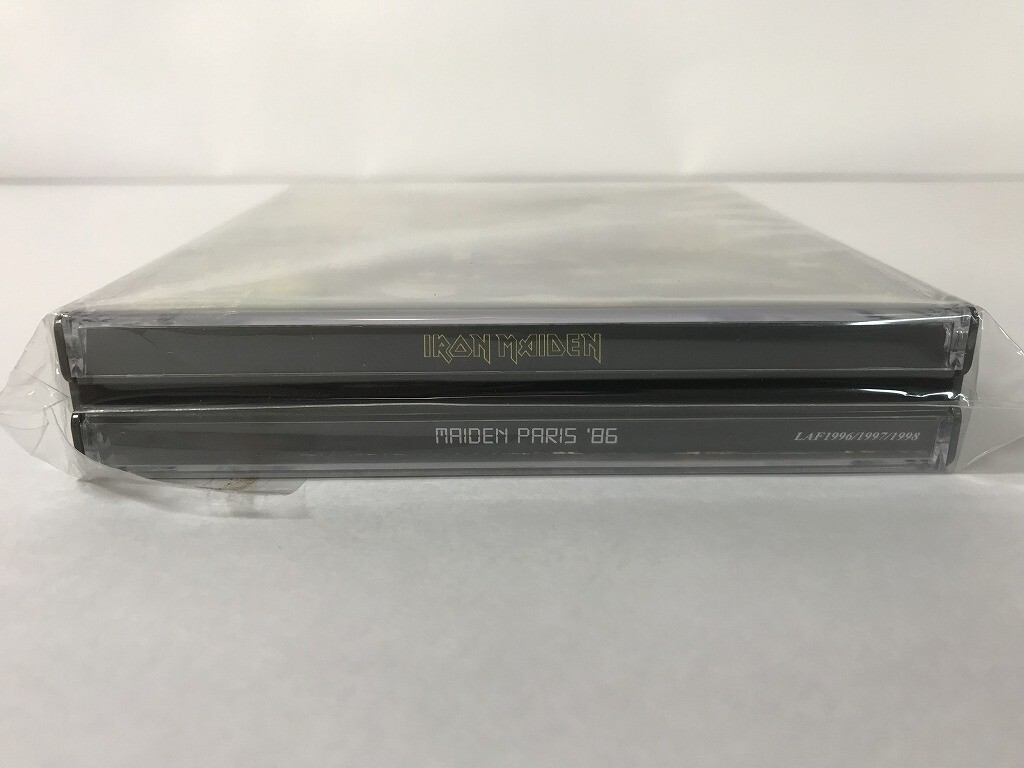 IRON MAIDEN
MAIDEN PARIS '86
LAF1996/1997/1998